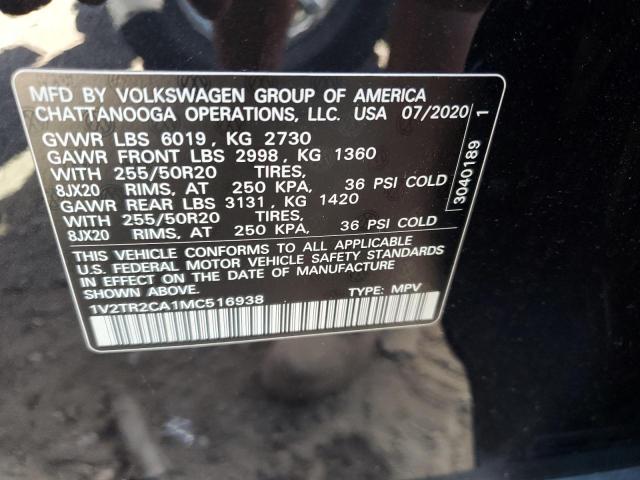 MFD BY VOLKSWAGEN GROUP OF AMERICA
CHATTANOOGA OPERATIONS, LLC. USA 07/2020 1
GVWR LBS 6019, KG 2730
GAWR FRONT LBS 2998, KG 1360
WITH 255/50R20 TIRES,
8JX20 RIMS, AT 250 KPA, 36 PSI COLD
GAWR REAR LBS 3131, KG 1420
WITH 255/50R20 TIRES,
8JX20 RIMS, AT 250 KPA, 36 PSI COLD
3040189
THIS VEHICLE CONFORMS TO ALL APPLICABLE
U.S. FEDERAL MOTOR VEHICLE SAFETY STANDARDS
IN EFFECT ON THE DATE OF MANUFACTURE
SHOWN ABOVE.
1V2TR2CA1MC516938 TYPE: MPV